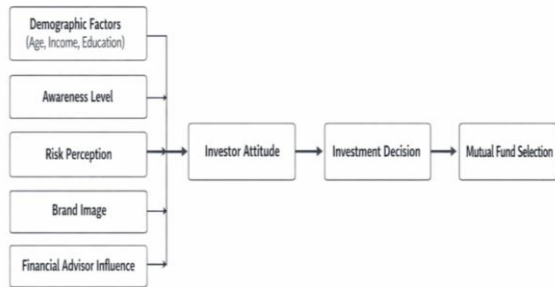 Demographic Factors
(Age, Income, Education)
Awareness Level
Risk Perception
Brand Image
Financial Advisor Influence
Investor Attitude
Investment Decision
Mutual Fund Selection